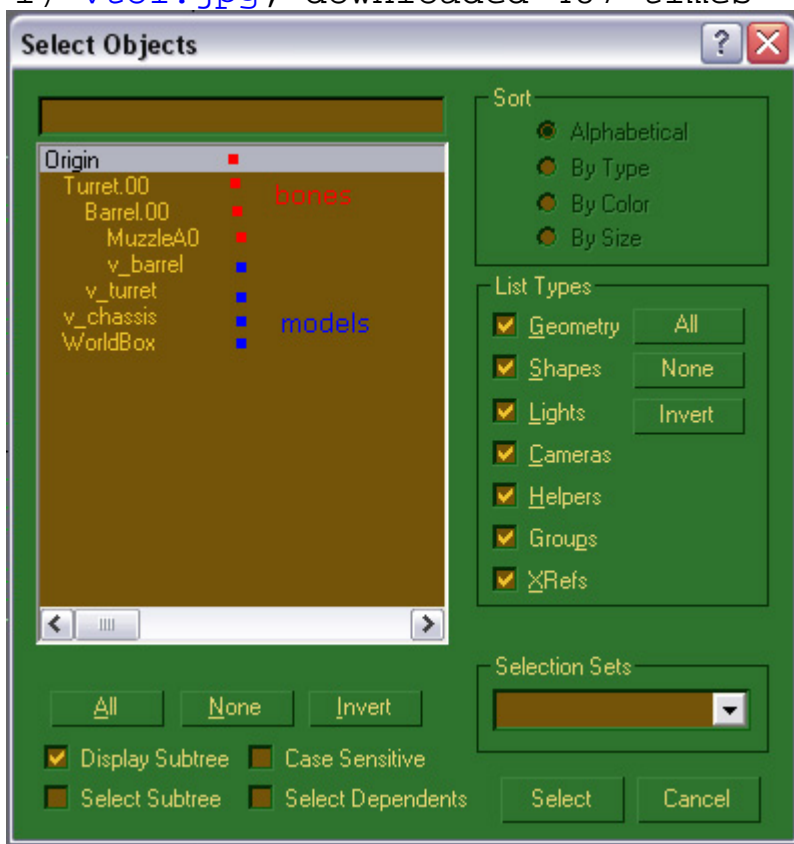 Select Objects
Origin
Turret.00
bones
Barrel.00
MuzzleA0
v_barrel
v_turret
v_chassis
models
WorldBox
Sort
Alphabetical
By Type
By Color
By Size
List Types
Geometry
All
Shapes
None
Lights
Invert
Cameras
Helpers
Groups
XRefs
Selection Sets
All
None
Invert
Display Subtree
Case Sensitive
Select Subtree
Select Dependents
Select
Cancel